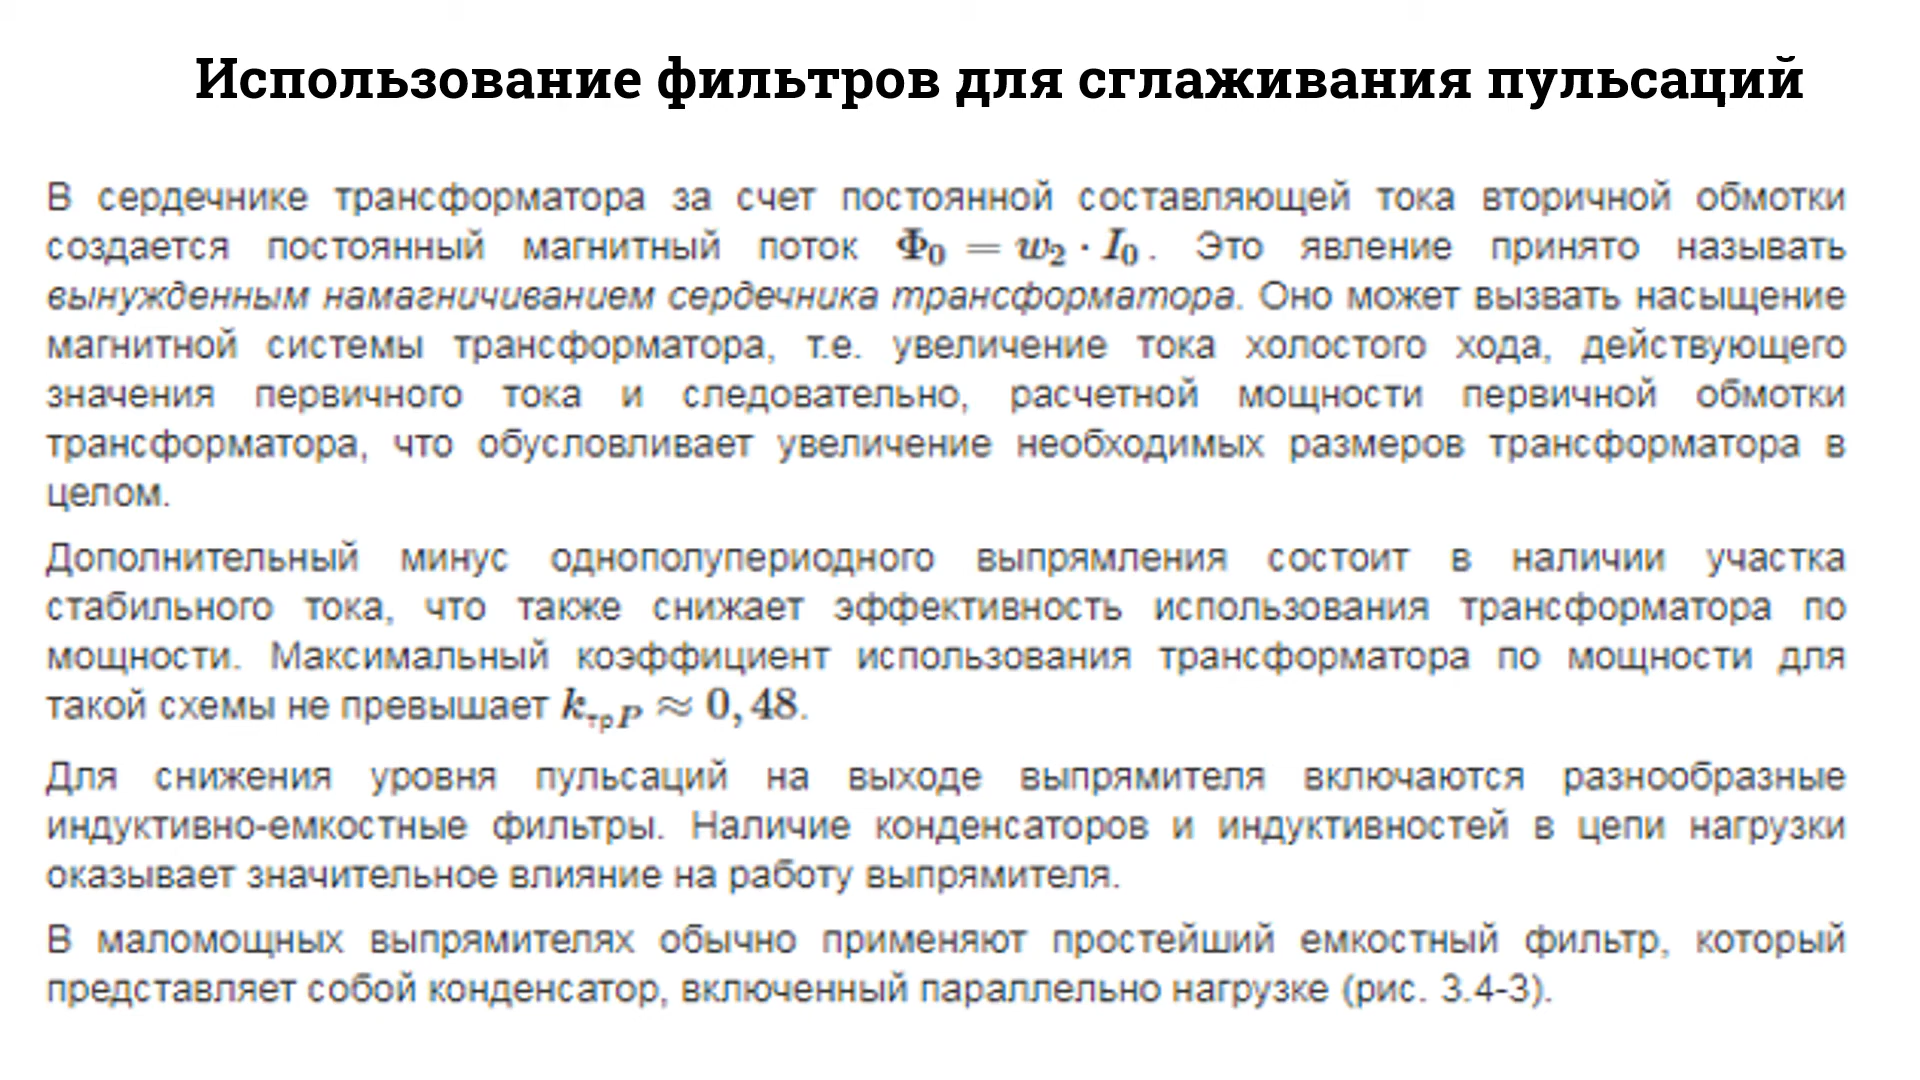 Использование фильтров для сглаживания пульсаций
В сердечнике трансформатора за счет постоянной составляющей тока вторичной обмотки
создается постоянный магнитный поток Φ₀ = w₂ · I₀. Это явление принято называть
вынужденным намагничиванием сердечника трансформатора. Оно может вызвать насыщение
магнитной системы трансформатора, т.е. увеличение тока холостого хода, действующего
значения первичного тока и следовательно, расчетной мощности первичной обмотки
трансформатора, что обусловливает увеличение необходимых размеров трансформатора в
целом.
Дополнительный минус однополупериодного выпрямления состоит в наличии участка
стабильного тока, что также снижает эффективность использования трансформатора по
мощности. Максимальный коэффициент использования трансформатора по мощности для
такой схемы не превышает k_тр P ≈ 0,48.
Для снижения уровня пульсаций на выходе выпрямителя включаются разнообразные
индуктивно-емкостные фильтры. Наличие конденсаторов и индуктивностей в цепи нагрузки
оказывает значительное влияние на работу выпрямителя.
В маломощных выпрямителях обычно применяют простейший емкостный фильтр, который
представляет собой конденсатор, включенный параллельно нагрузке (рис. 3.4-3).